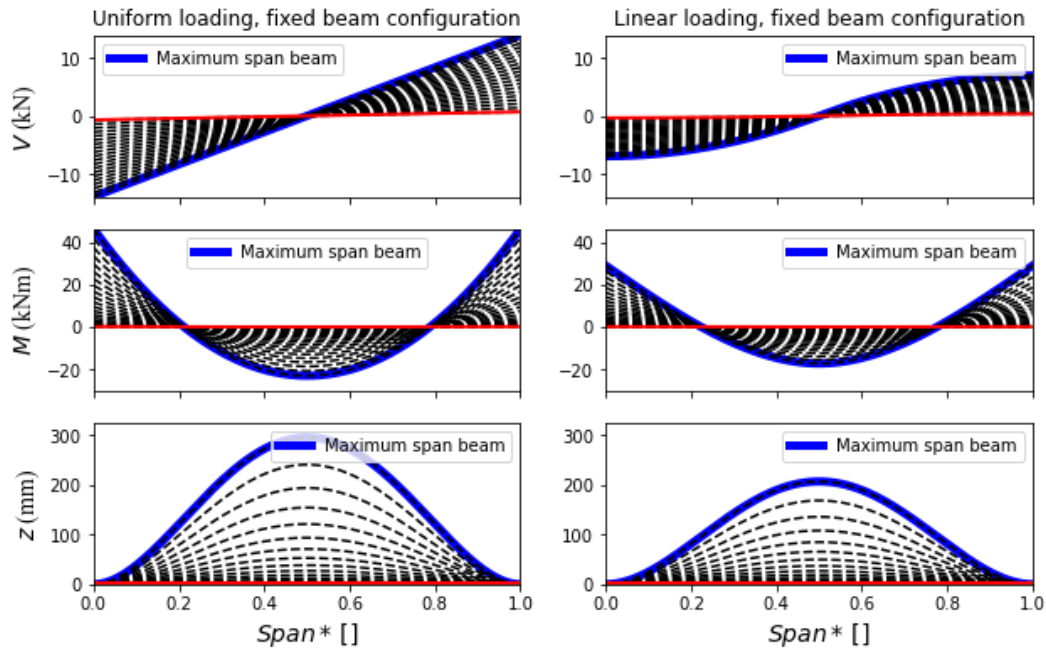 Uniform loading, fixed beam configuration
Linear loading, fixed beam configuration
V (kN)
10
0
−10
Maximum span beam
10
0
−10
Maximum span beam
M (kNm)
40
20
0
−20
Maximum span beam
40
20
0
−20
Maximum span beam
z (mm)
300
200
100
0
Maximum span beam
300
200
100
0
Maximum span beam
0.0 0.2 0.4 0.6 0.8 1.0
0.0 0.2 0.4 0.6 0.8 1.0
Span* []
Span* []